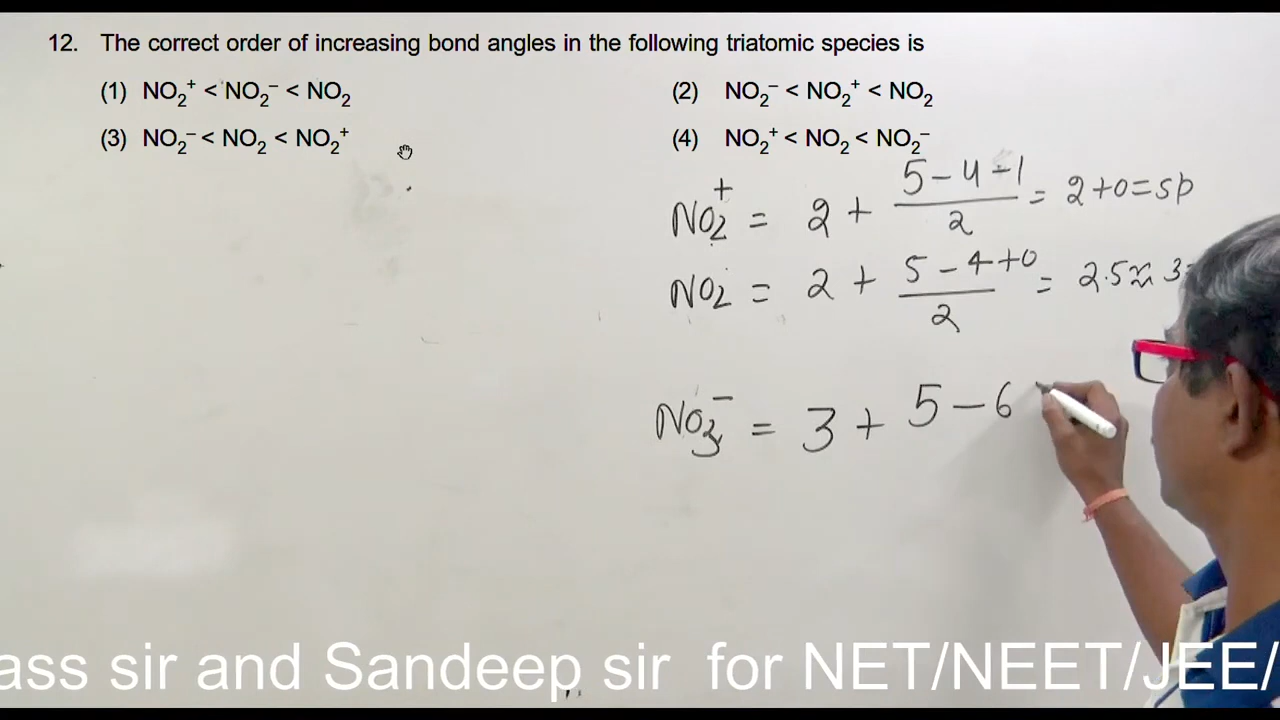 12. The correct order of increasing bond angles in the following triatomic species is
(1) NO₂⁺ < NO₂⁻ < NO₂
(2) NO₂⁻ < NO₂⁺ < NO₂
(3) NO₂⁻ < NO₂ < NO₂⁺
(4) NO₂⁺ < NO₂ < NO₂⁻
NO₂⁺ = 2 + (5-4-1)/2 = 2+0=sp
NO₂ = 2 + (5-4+0)/2 = 2.5≈3
NO₃⁻ = 3 + 5-6
ass sir and Sandeep sir for NET/NEET/JEE/